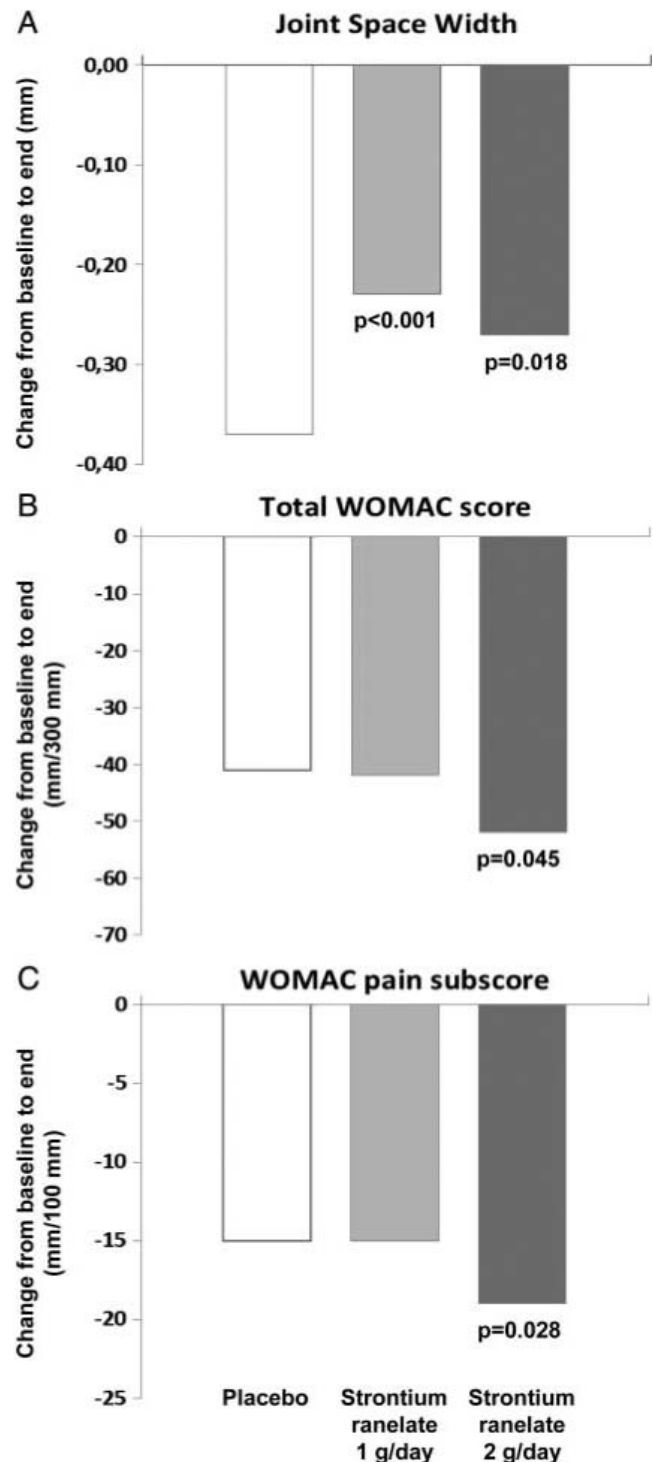 A
Joint Space Width
Change from baseline to end (mm)
0,00
-0,10
-0,20
-0,30
-0,40
p<0.001
p=0.018
B
Total WOMAC score
Change from baseline to end
(mm/300 mm)
0
-10
-20
-30
-40
-50
-60
-70
p=0.045
C
WOMAC pain subscore
Change from baseline to end
(mm/100 mm)
0
-5
-10
-15
-20
-25
p=0.028
Placebo
Strontium
ranelate
1 g/day
Strontium
ranelate
2 g/day